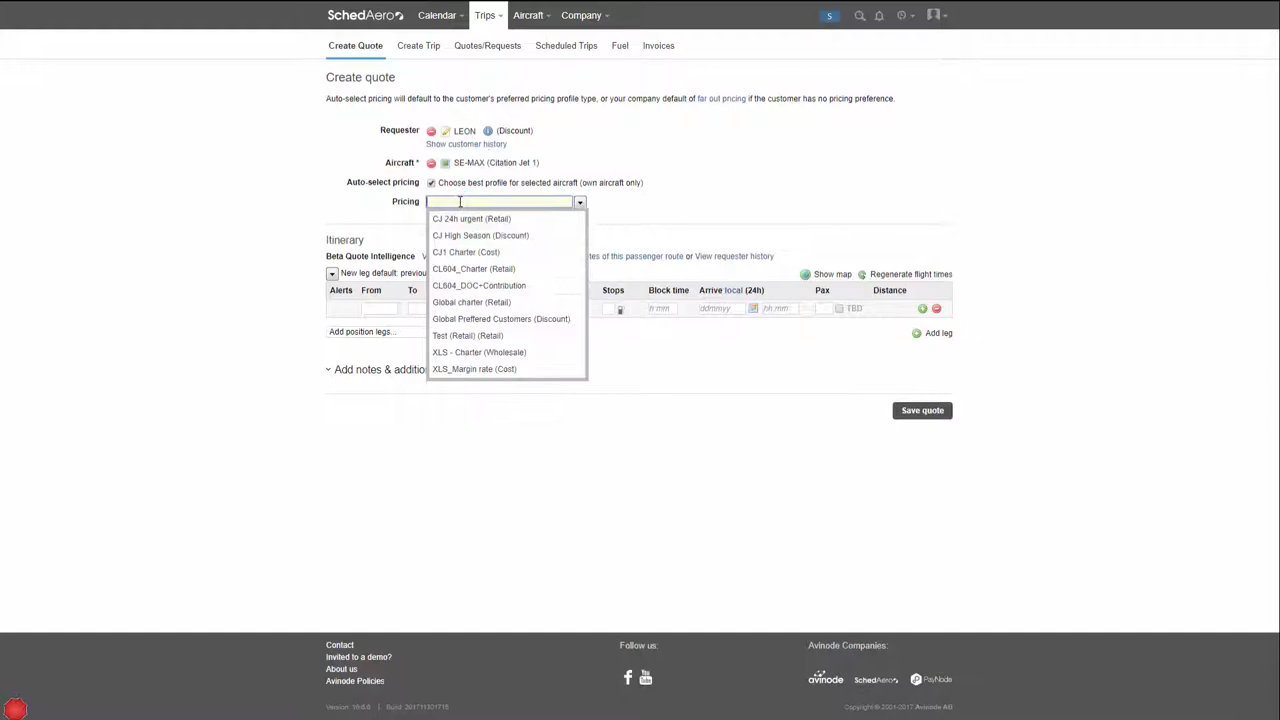 SchedAero Calendar Trips Aircraft Company S
Create Quote Create Trip Quotes/Requests Scheduled Trips Fuel Invoices
Create quote
Auto-select pricing will default to the customer's preferred pricing profile type, or your company default of far out pricing if the customer has no pricing preference.
Requester LEON (Discount)
Show customer history
Aircraft * SE-MAX (Citation Jet 1)
Auto-select pricing Choose best profile for selected aircraft (own aircraft only)
Pricing
CJ 24h urgent (Retail)
CJ High Season (Discount)
CJ1 Charter (Cost)
CL604_Charter (Retail)
CL604_DOC+Contribution
Global charter (Retail)
Global Preffered Customers (Discount)
Test (Retail) (Retail)
XLS - Charter (Wholesale)
XLS_Margin rate (Cost)
Itinerary
Beta Quote Intelligence V tes of this passenger route or View requester history
New leg default: previou Show map Regenerate flight times
Alerts From To Stops Block time Arrive local (24h) Pax Distance
h:mm ddmmyy hh:mm TBD
Add position legs... Add leg
Add notes & additio
Save quote
Contact
Invited to a demo?
About us
Avinode Policies
Follow us:
Avinode Companies:
avinode SchedAero PayNode
Copyright © 2001-2017 Avinode AB